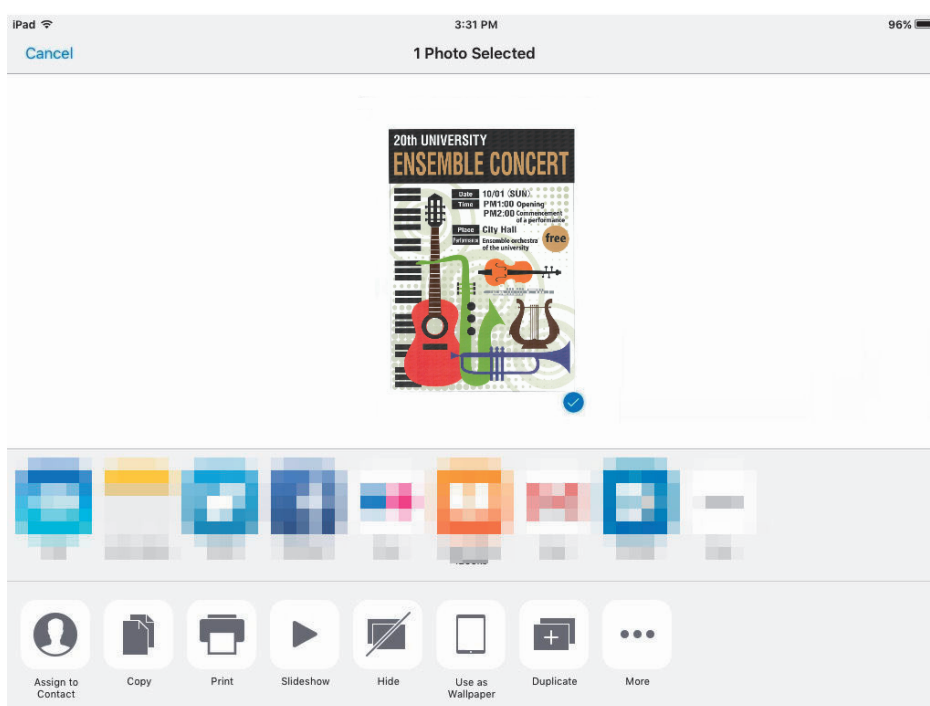 iPad
3:31 PM
96%
Cancel
1 Photo Selected
20th UNIVERSITY
ENSEMBLE CONCERT
Date 10/01 (SUN)
Time PM1:00 Opening
PM2:00 Commencement
of a performance
Place City Hall
Ensemble orchestra
of the university
free
Assign to
Contact
Copy
Print
Slideshow
Hide
Use as
Wallpaper
Duplicate
More